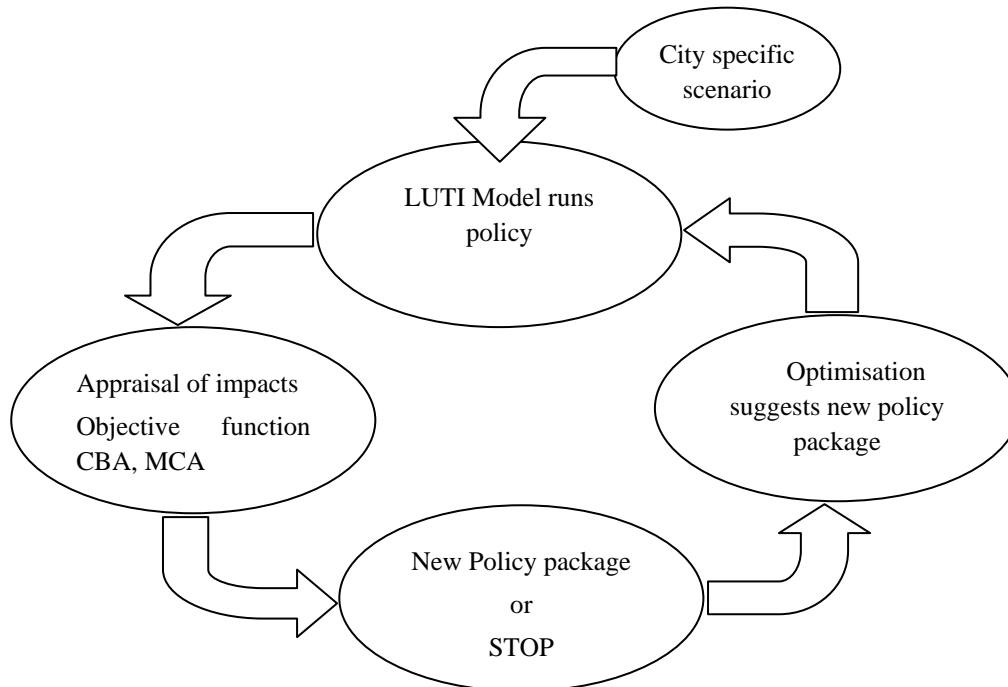 City specific
scenario
LUTI Model runs
policy
Appraisal of impacts
Objective function
CBA, MCA
Optimisation
suggests new policy
package
New Policy package
or
STOP